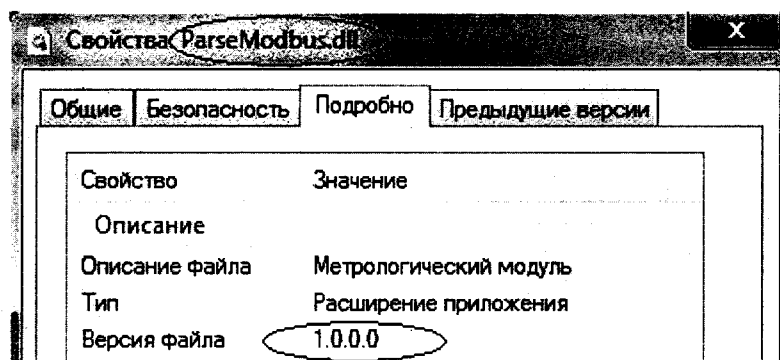 Свойства: ParseModbus.dll
X
Общие Безопасность Подробно Предыдущие версии
Свойство Значение
Описание
Описание файла Метрологический модуль
Тип Расширение приложения
Версия файла 1.0.0.0